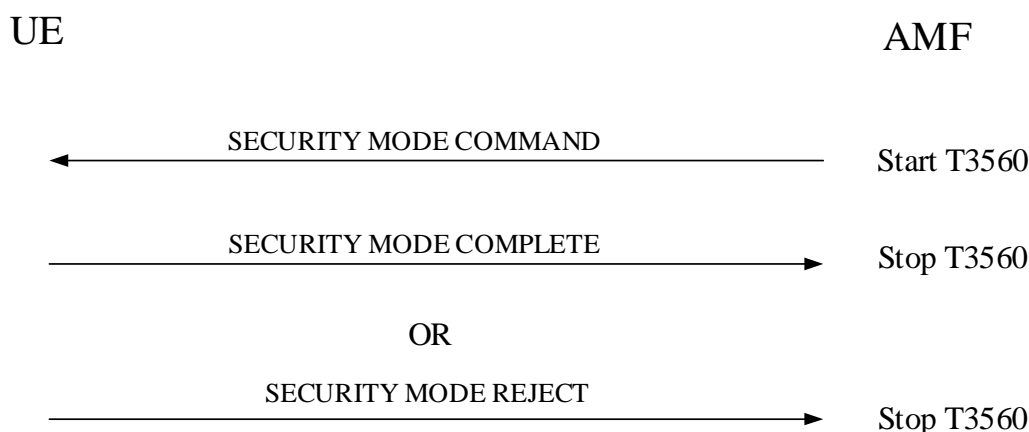 UE
AMF
SECURITY MODE COMMAND
Start T3560
SECURITY MODE COMPLETE
Stop T3560
OR
SECURITY MODE REJECT
Stop T3560